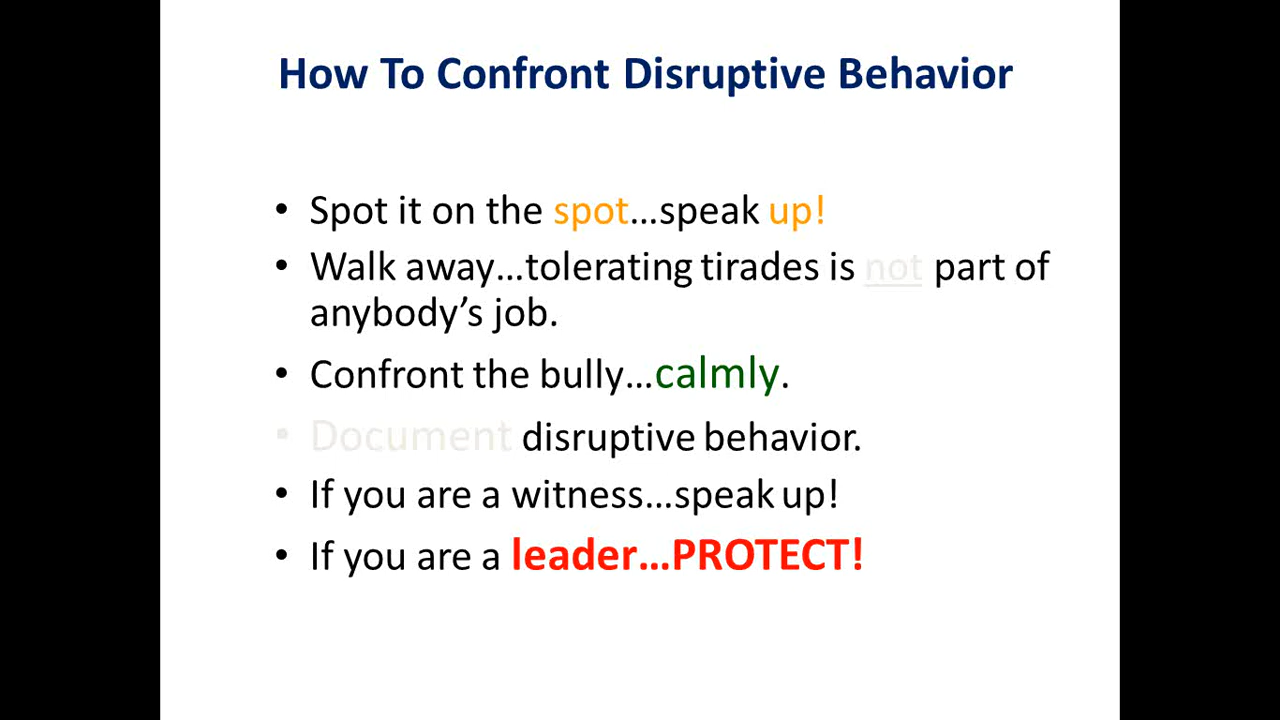 How To Confront Disruptive Behavior
• Spot it on the spot...speak up!
• Walk away...tolerating tirades is not part of
anybody's job.
• Confront the bully...calmly.
• Document disruptive behavior.
• If you are a witness...speak up!
• If you are a leader...PROTECT!